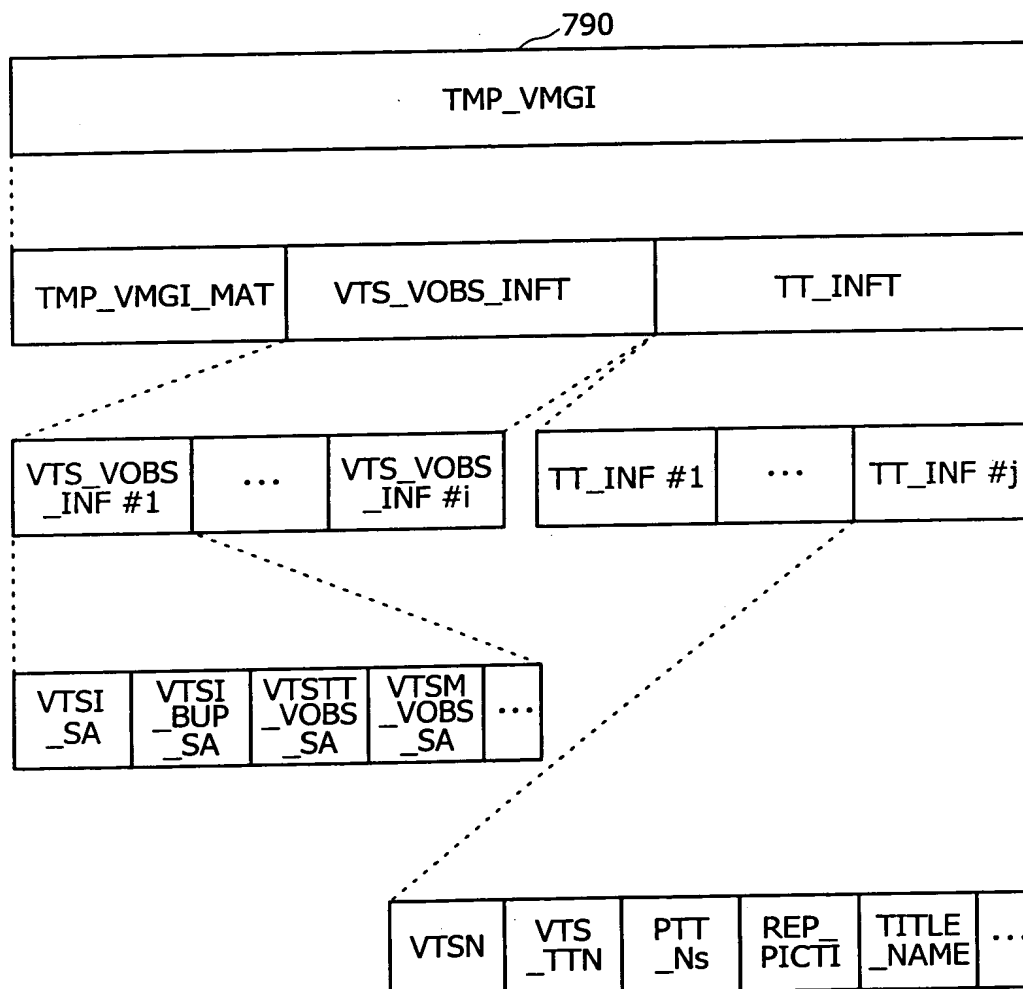 790
TMP_VMGI
TMP_VMGI_MAT
VTS_VOBS_INFT
TT_INFT
VTS_VOBS
_INF #1
...
VTS_VOBS
_INF #i
TT_INF #1
...
TT_INF #j
VTSI
_SA
VTSI
_BUP
_SA
VTSTT
_VOBS
_SA
VTSM
_VOBS
_SA
...
VTSN
VTS
_TTN
PTT
_Ns
REP_
PICTI
TITLE
_NAME
...